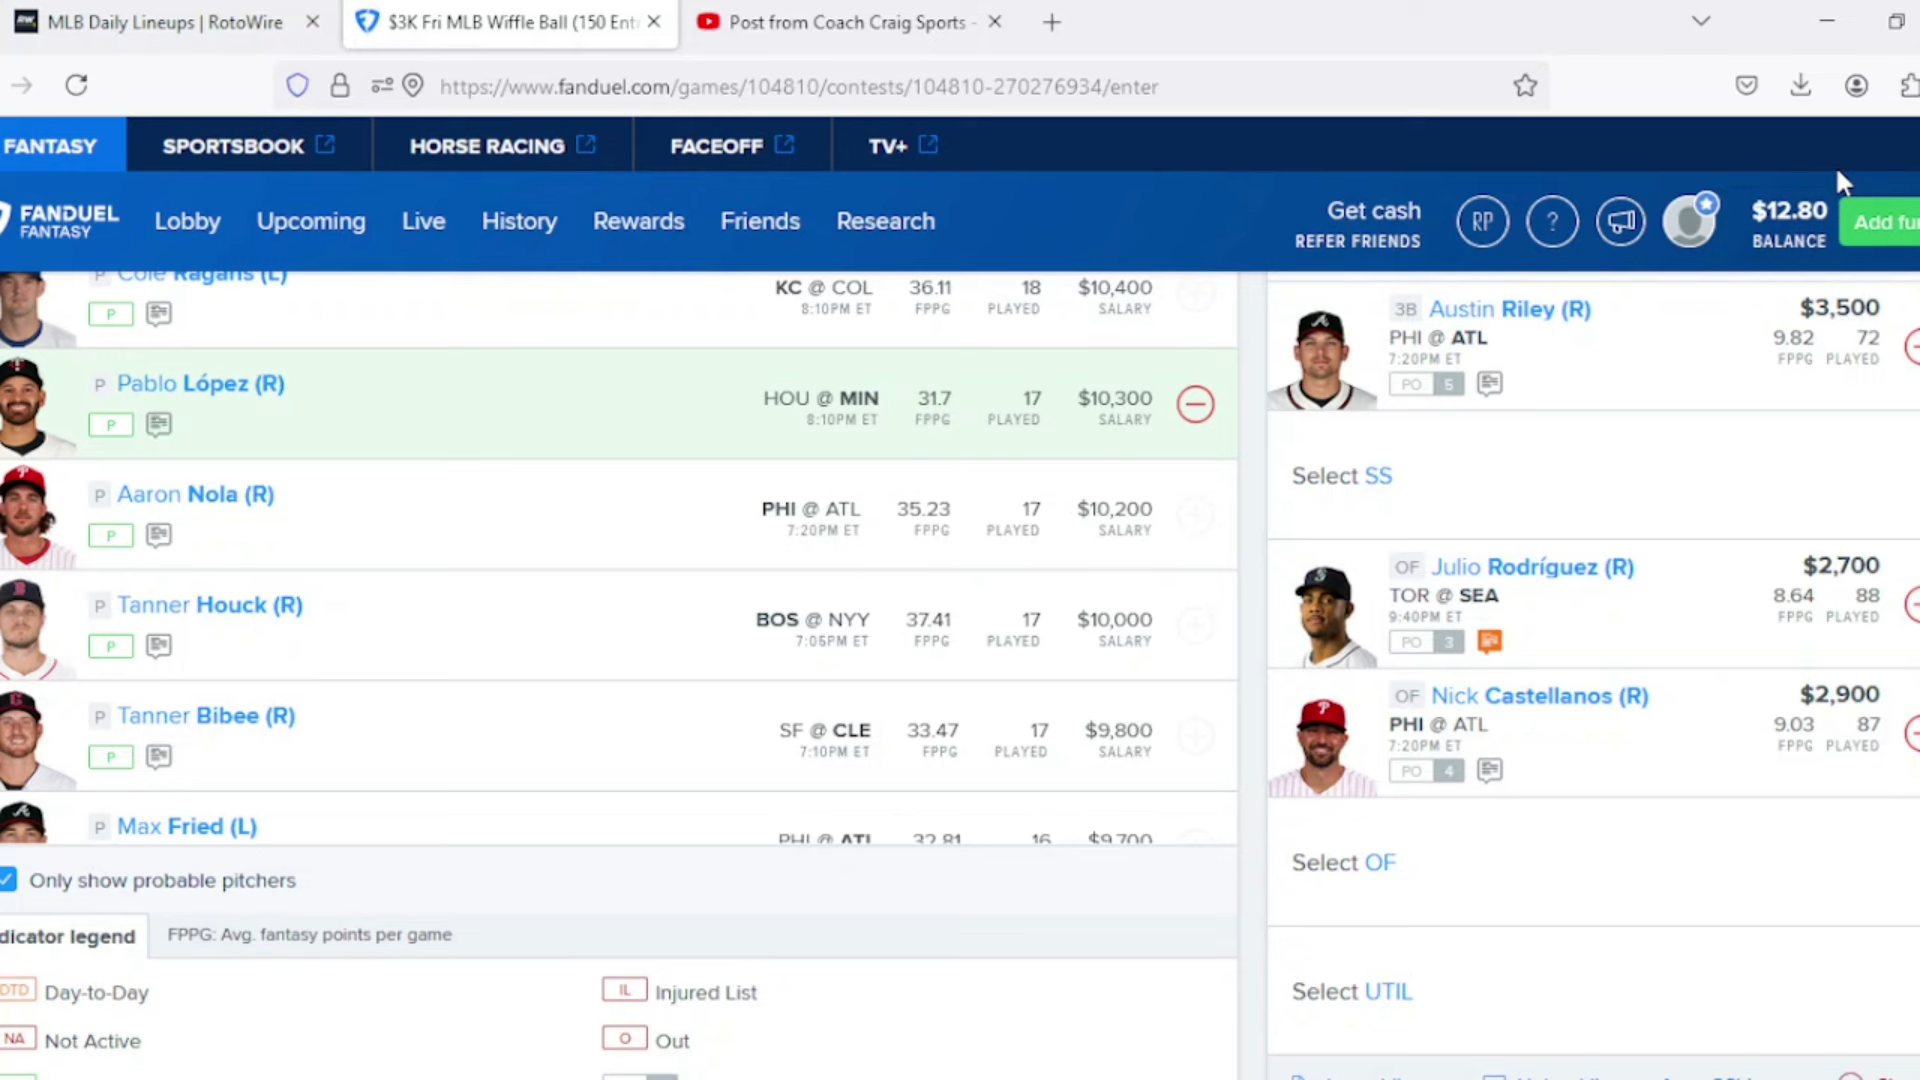 MLB Daily Lineups | RotoWire
$3K Fri MLB Wiffle Ball (150 Ent
Post from Coach Craig Sports -
https://www.fanduel.com/games/104810/contests/104810-270276934/enter
FANTASY
SPORTSBOOK
HORSE RACING
FACEOFF
TV+
FANDUEL
FANTASY
Lobby
Upcoming
Live
History
Rewards
Friends
Research
Get cash
REFER FRIENDS
RP
?
$12.80
BALANCE
Add fu
P Cole Ragans (L)
P
KC @ COL 36.11 18 $10,400
8:10PM ET FPPG PLAYED SALARY
P Pablo López (R)
P
HOU @ MIN 31.7 17 $10,300
8:10PM ET FPPG PLAYED SALARY
P Aaron Nola (R)
P
PHI @ ATL 35.23 17 $10,200
7:20PM ET FPPG PLAYED SALARY
P Tanner Houck (R)
P
BOS @ NYY 37.41 17 $10,000
7:05PM ET FPPG PLAYED SALARY
P Tanner Bibee (R)
P
SF @ CLE 33.47 17 $9,800
7:10PM ET FPPG PLAYED SALARY
P Max Fried (L)
PHI @ ATL 32.81 16 $9,700
Only show probable pitchers
dicator legend
FPPG: Avg. fantasy points per game
DTD Day-to-Day
IL Injured List
NA Not Active
O Out
3B Austin Riley (R) $3,500
PHI @ ATL 9.82 72
7:20PM ET FPPG PLAYED
PO 5
Select SS
OF Julio Rodríguez (R) $2,700
TOR @ SEA 8.64 88
9:40PM ET FPPG PLAYED
PO 3
OF Nick Castellanos (R) $2,900
PHI @ ATL 9.03 87
7:20PM ET FPPG PLAYED
PO 4
Select OF
Select UTIL